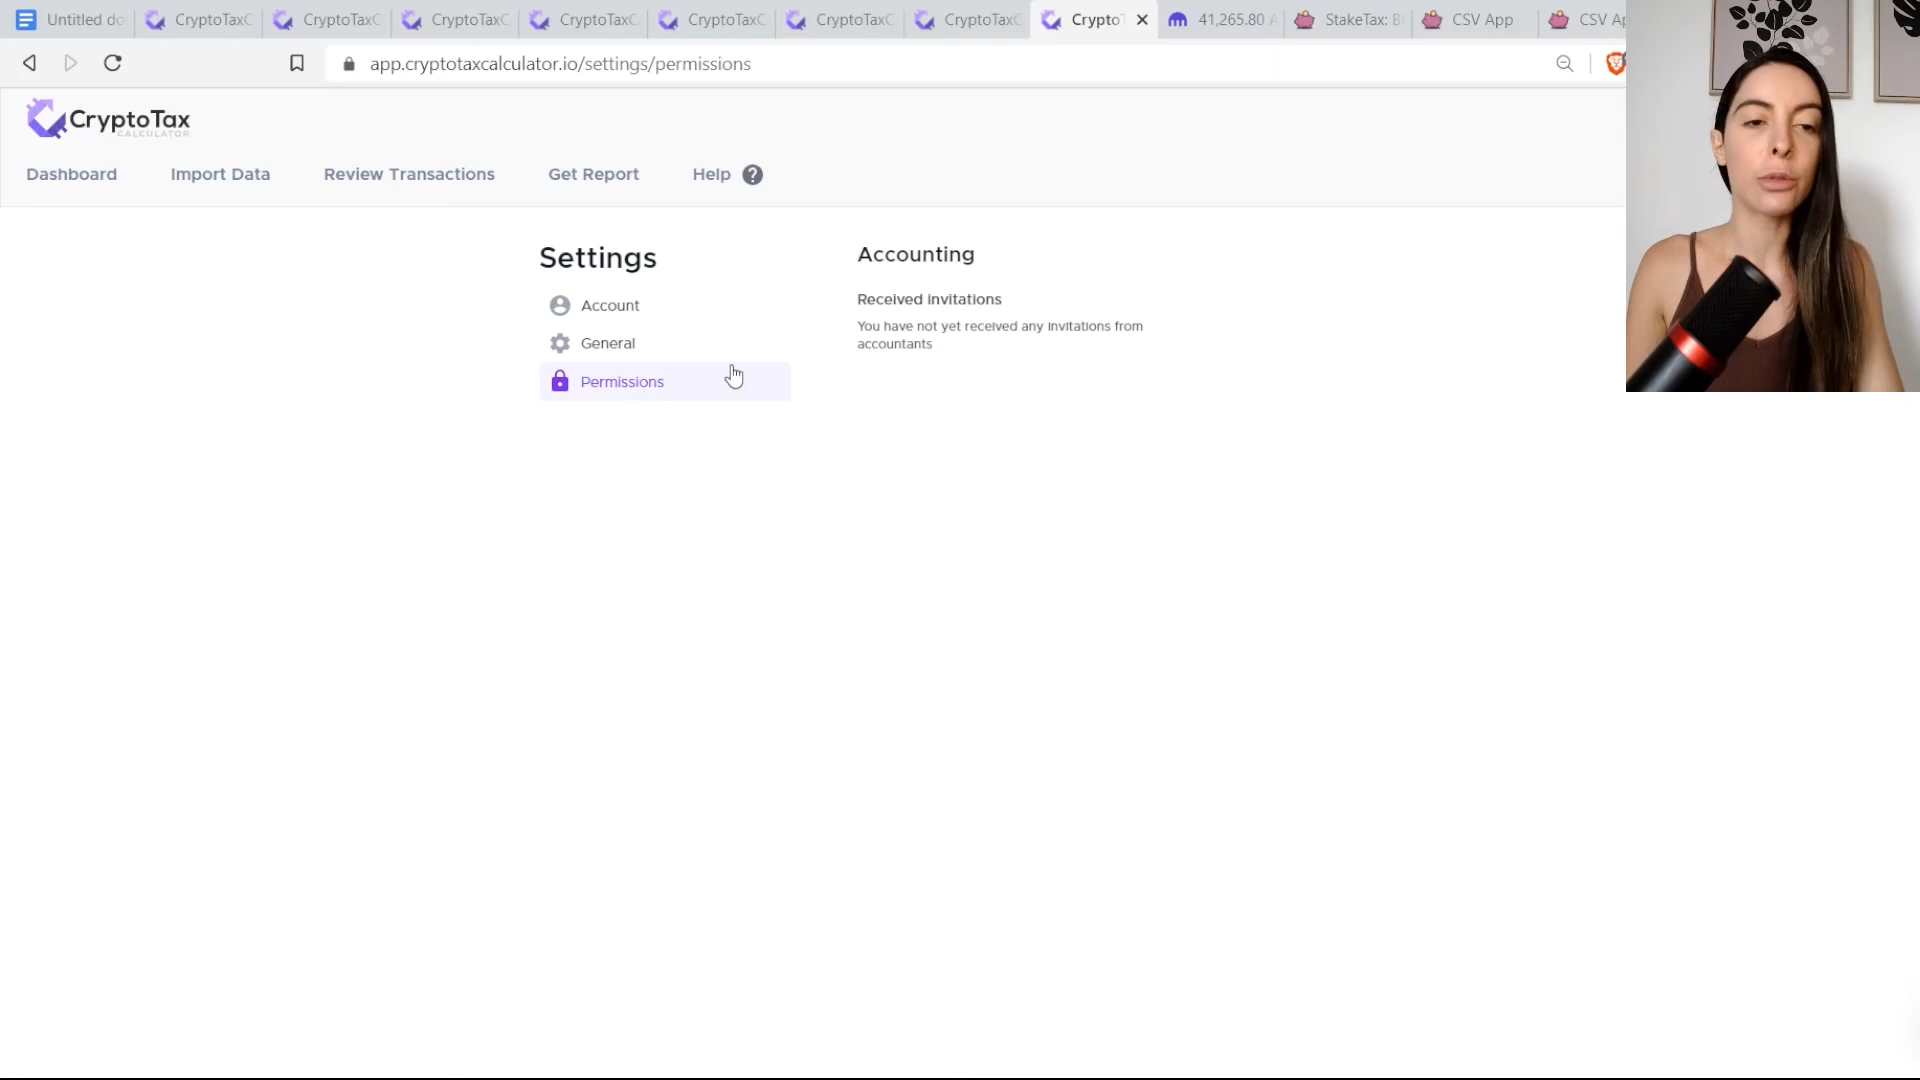 Untitled do
CryptoTaxC
CryptoTaxC
CryptoTaxC
CryptoTaxC
CryptoTaxC
CryptoTaxC
CryptoTaxC
CryptoT
41,265.80 A
StakeTax: Bl
CSV App
CSV Ap
app.cryptotaxcalculator.io/settings/permissions
CryptoTax
CALCULATOR
Dashboard
Import Data
Review Transactions
Get Report
Help ?
Settings
Account
General
Permissions
Accounting
Received invitations
You have not yet received any invitations from
accountants